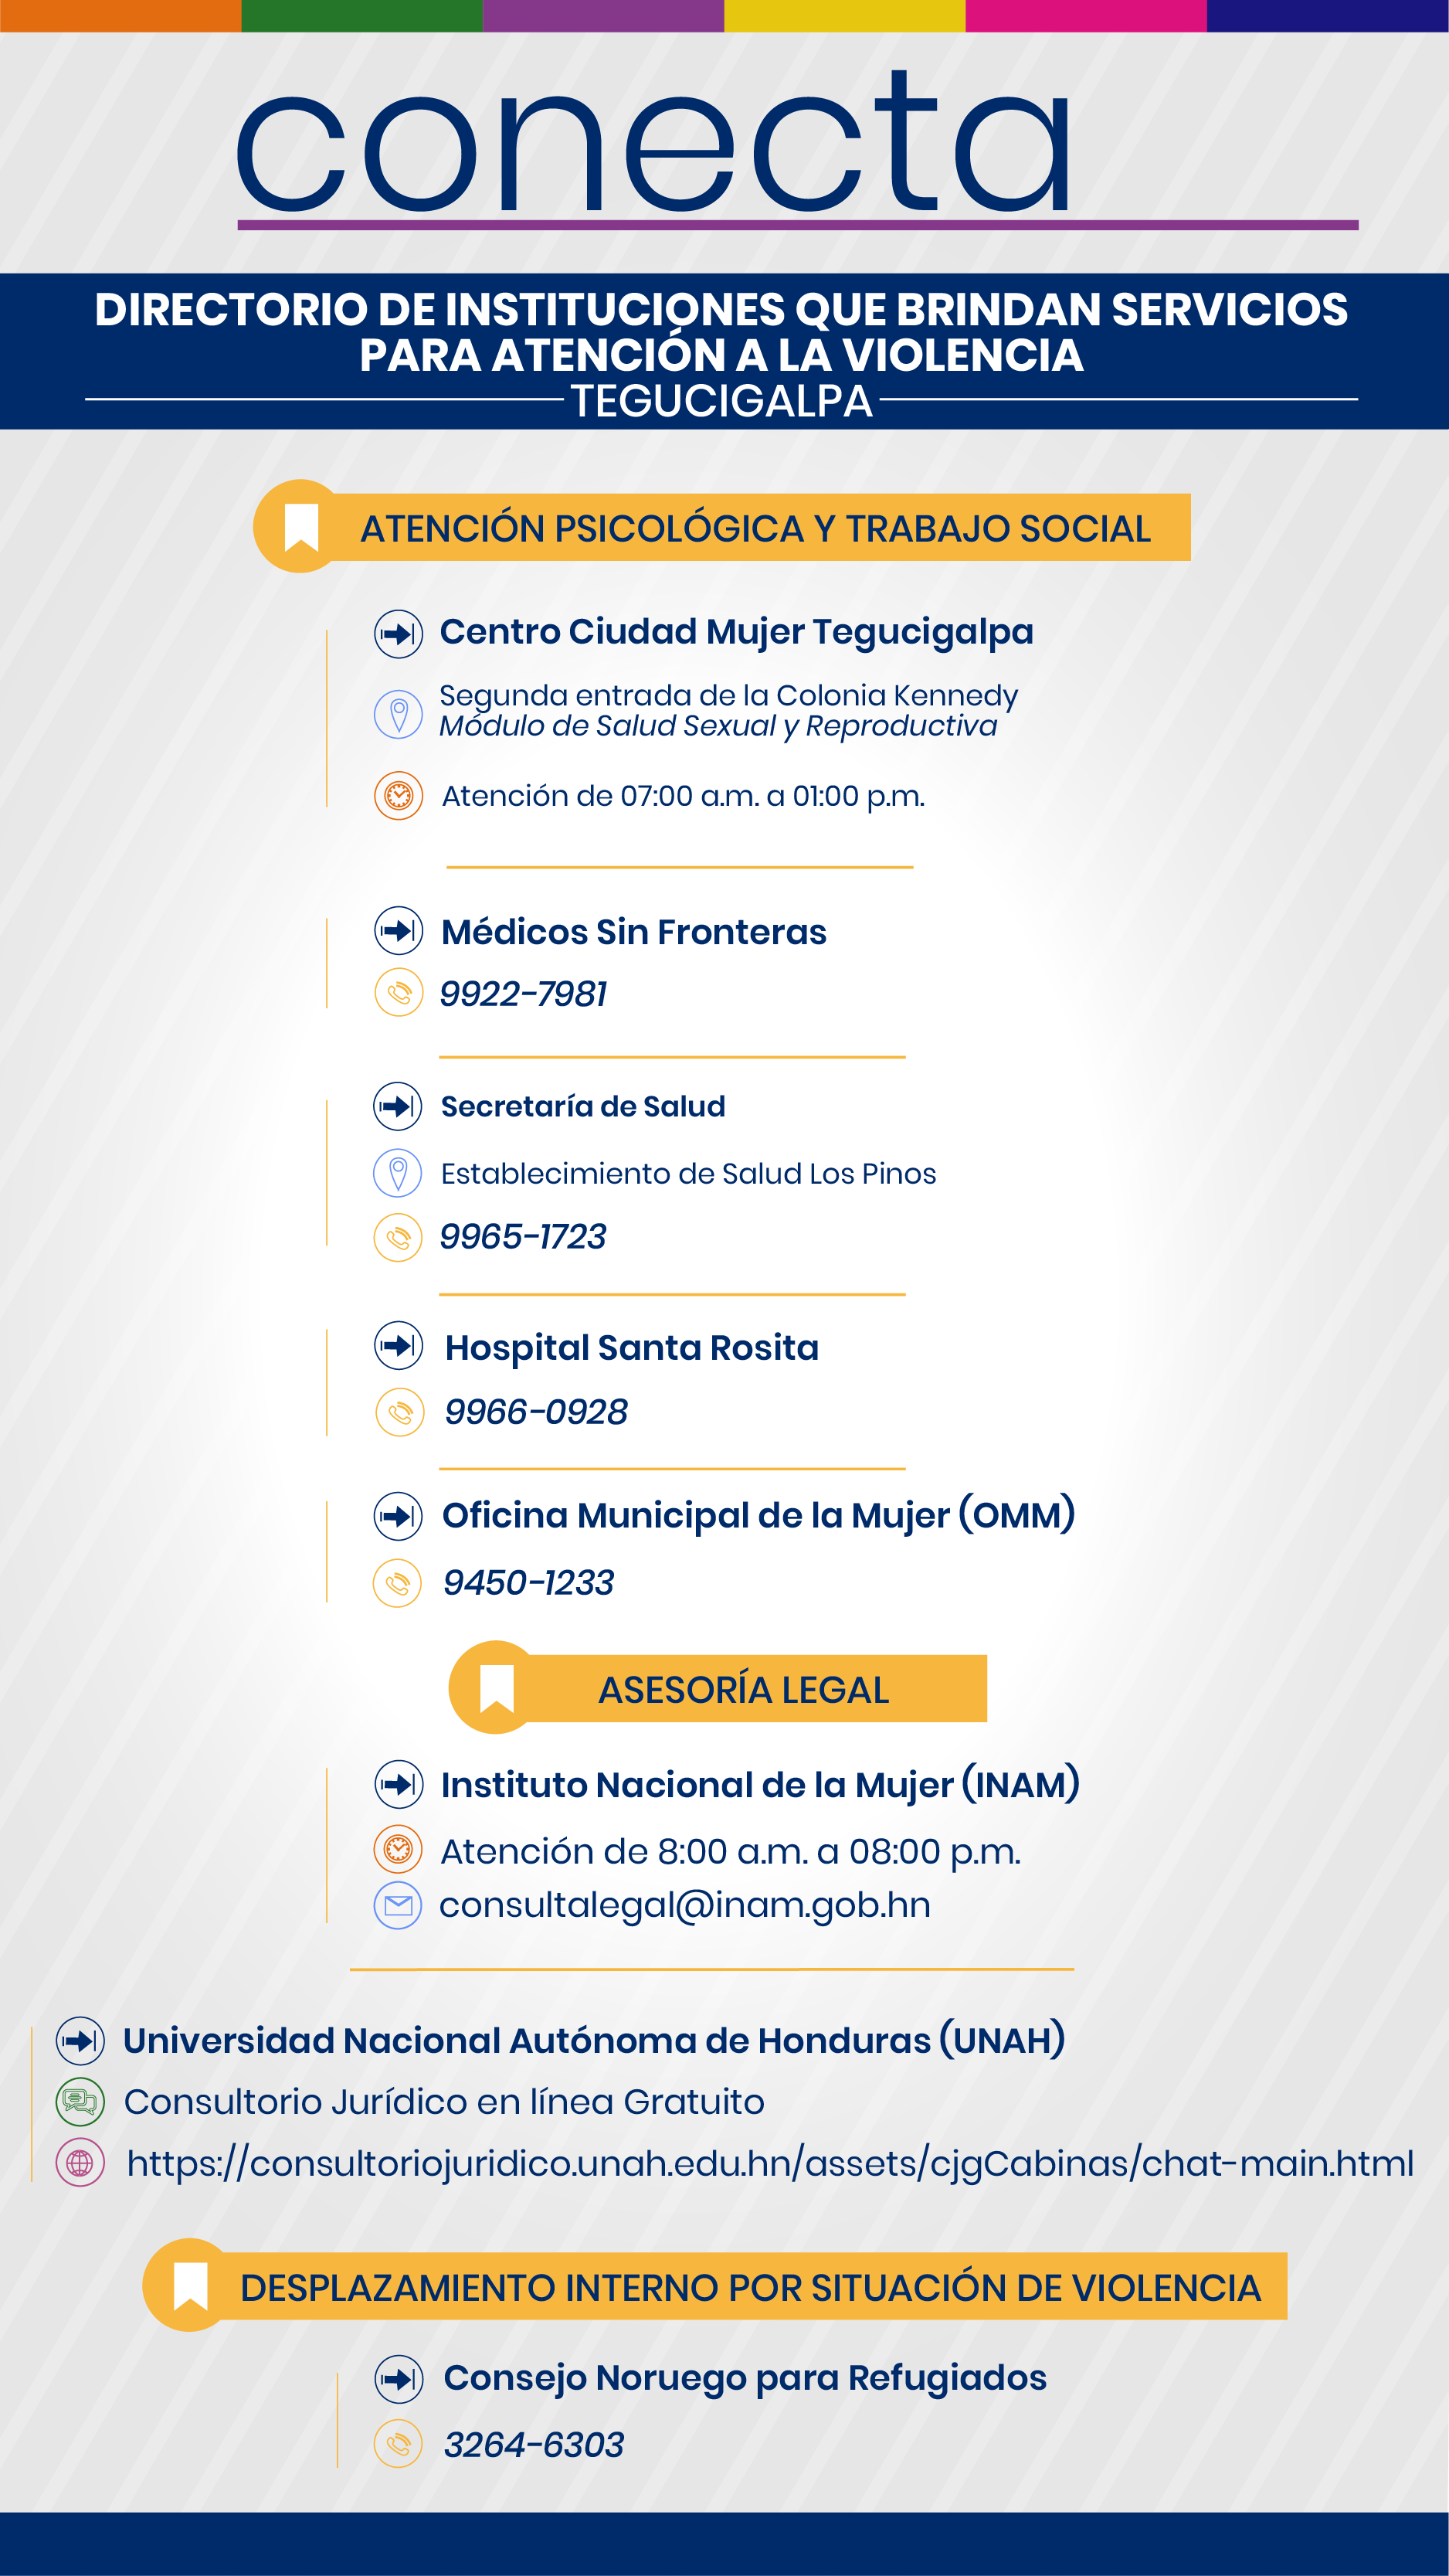 conecta
DIRECTORIO DE INSTITUCIONES QUE BRINDAN SERVICIOS
PARA ATENCIÓN A LA VIOLENCIA
TEGUCIGALPA
ATENCIÓN PSICOLÓGICA Y TRABAJO SOCIAL
Centro Ciudad Mujer Tegucigalpa
Segunda entrada de la Colonia Kennedy
Módulo de Salud Sexual y Reproductiva
Atención de 07:00 a.m. a 01:00 p.m.
Médicos Sin Fronteras
9922-7981
Secretaría de Salud
Establecimiento de Salud Los Pinos
9965-1723
Hospital Santa Rosita
9966-0928
Oficina Municipal de la Mujer (OMM)
9450-1233
ASESORÍA LEGAL
Instituto Nacional de la Mujer (INAM)
Atención de 8:00 a.m. a 08:00 p.m.
consultalegal@inam.gob.hn
Universidad Nacional Autónoma de Honduras (UNAH)
Consultorio Jurídico en línea Gratuito
https://consultoriojuridico.unah.edu.hn/assets/cjgCabinas/chat-main.html
DESPLAZAMIENTO INTERNO POR SITUACIÓN DE VIOLENCIA
Consejo Noruego para Refugiados
3264-6303